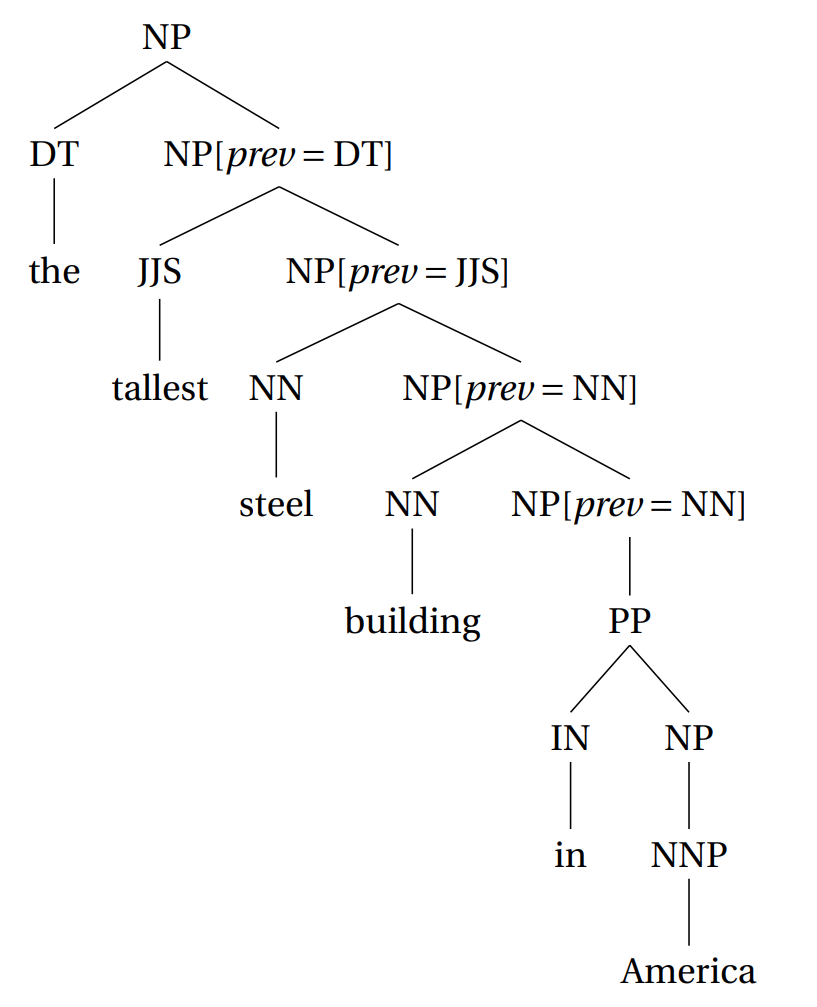 NP
DT NP[prev = DT]
the JJS NP[prev = JJS]
tallest NN NP[prev = NN]
steel NN NP[prev = NN]
building PP
IN NP
in NNP
America